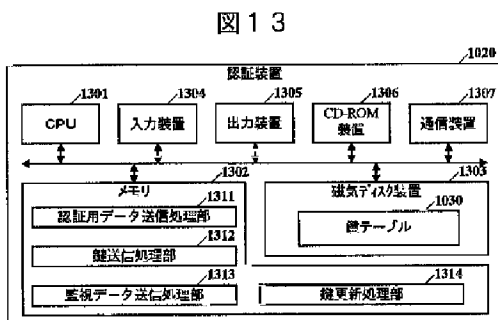 図13
1020
認証装置
1301
1304
1305
1306
1307
CPU
入力装置
出力装置
CD-ROM
装置
通信装置
1302
1303
メモリ
磁気ディスク装置
1311
認証用データ送信処理部
1030
鍵テーブル
1312
鍵送信処理部
1313
監視データ送信処理部
1314
鍵更新処理部